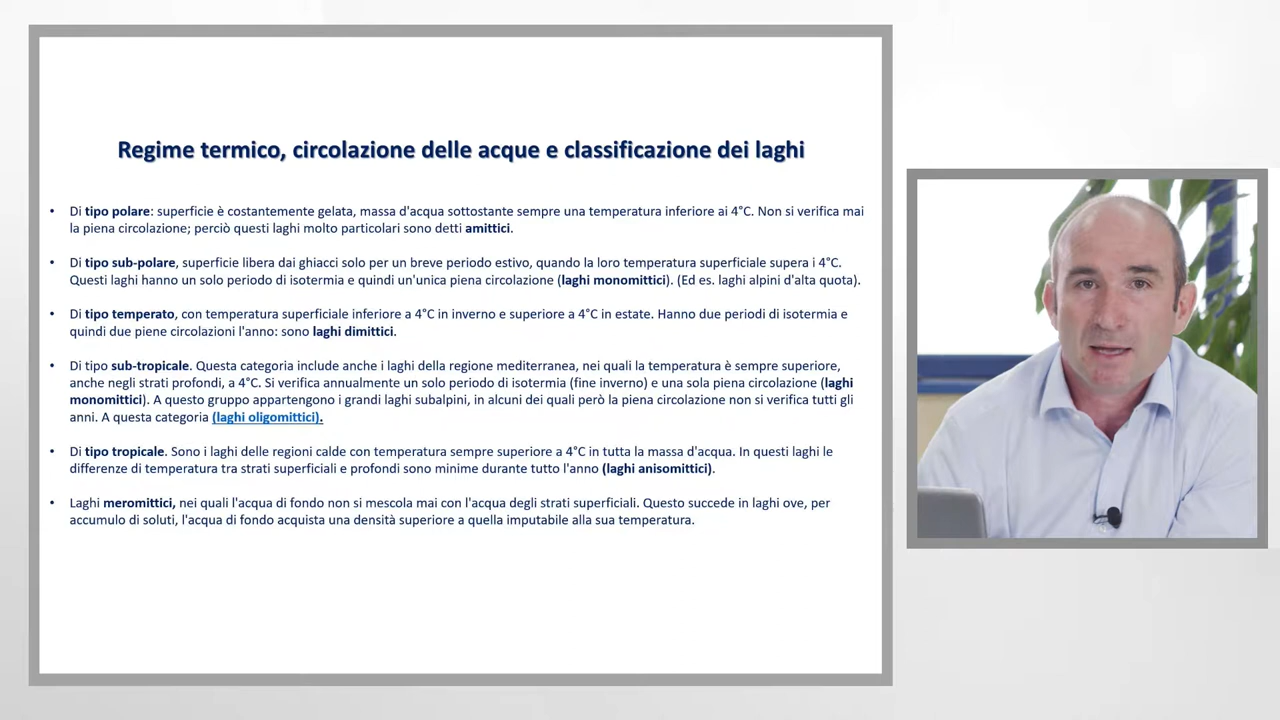 Regime termico, circolazione delle acque e classificazione dei laghi
• Di tipo polare: superficie è costantemente gelata, massa d'acqua sottostante sempre una temperatura inferiore ai 4°C. Non si verifica mai
la piena circolazione; perciò questi laghi molto particolari sono detti amittici.
• Di tipo sub-polare, superficie libera dai ghiacci solo per un breve periodo estivo, quando la loro temperatura superficiale supera i 4°C.
Questi laghi hanno un solo periodo di isotermia e quindi un'unica piena circolazione (laghi monomittici). (Ed es. laghi alpini d'alta quota).
• Di tipo temperato, con temperatura superficiale inferiore a 4°C in inverno e superiore a 4°C in estate. Hanno due periodi di isotermia e
quindi due piene circolazioni l'anno: sono laghi dimittici.
• Di tipo sub-tropicale. Questa categoria include anche i laghi della regione mediterranea, nei quali la temperatura è sempre superiore,
anche negli strati profondi, a 4°C. Si verifica annualmente un solo periodo di isotermia (fine inverno) e una sola piena circolazione (laghi
monomittici). A questo gruppo appartengono i grandi laghi subalpini, in alcuni dei quali però la piena circolazione non si verifica tutti gli
anni. A questa categoria (laghi oligomittici).
• Di tipo tropicale. Sono i laghi delle regioni calde con temperatura sempre superiore a 4°C in tutta la massa d'acqua. In questi laghi le
differenze di temperatura tra strati superficiali e profondi sono minime durante tutto l'anno (laghi anisomittici).
• Laghi meromittici, nei quali l'acqua di fondo non si mescola mai con l'acqua degli strati superficiali. Questo succede in laghi ove, per
accumulo di soluti, l'acqua di fondo acquista una densità superiore a quella imputabile alla sua temperatura.